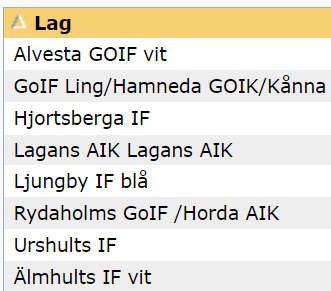 Lag
Alvesta GOIF vit
GoIF Ling/Hamneda GOIK/Kånna
Hjortsberga IF
Lagans AIK Lagans AIK
Ljungby IF blå
Rydaholms GoIF /Horda AIK
Urshults IF
Älmhults IF vit